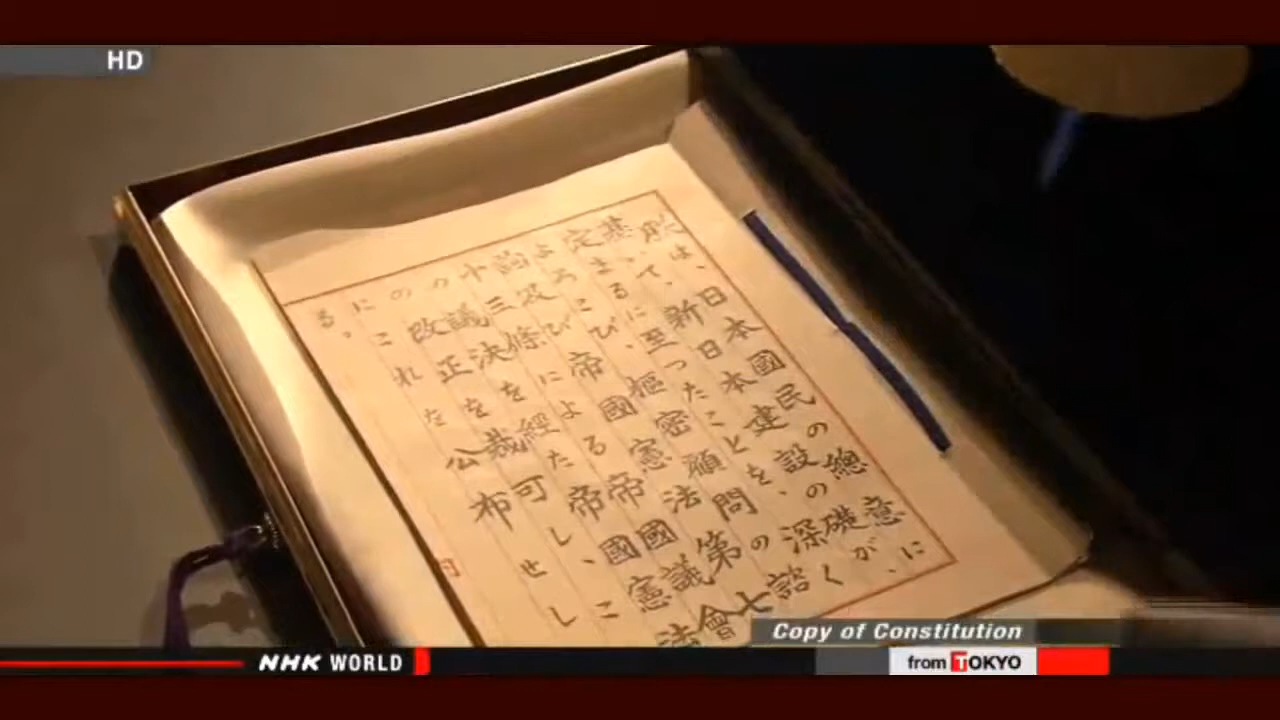 HD
朕は、日本國民の總意に
基いて、新日本建設の礎が、
定まるに至つたことを、深く
よろこび、樞密顧問の諮
詢及び帝國憲法第七
十三條による帝國議會
の議決を經た帝國憲法
の改正を裁可し、こ
にこれを公布せし
る。
Copy of Constitution
NHK WORLD
from TOKYO